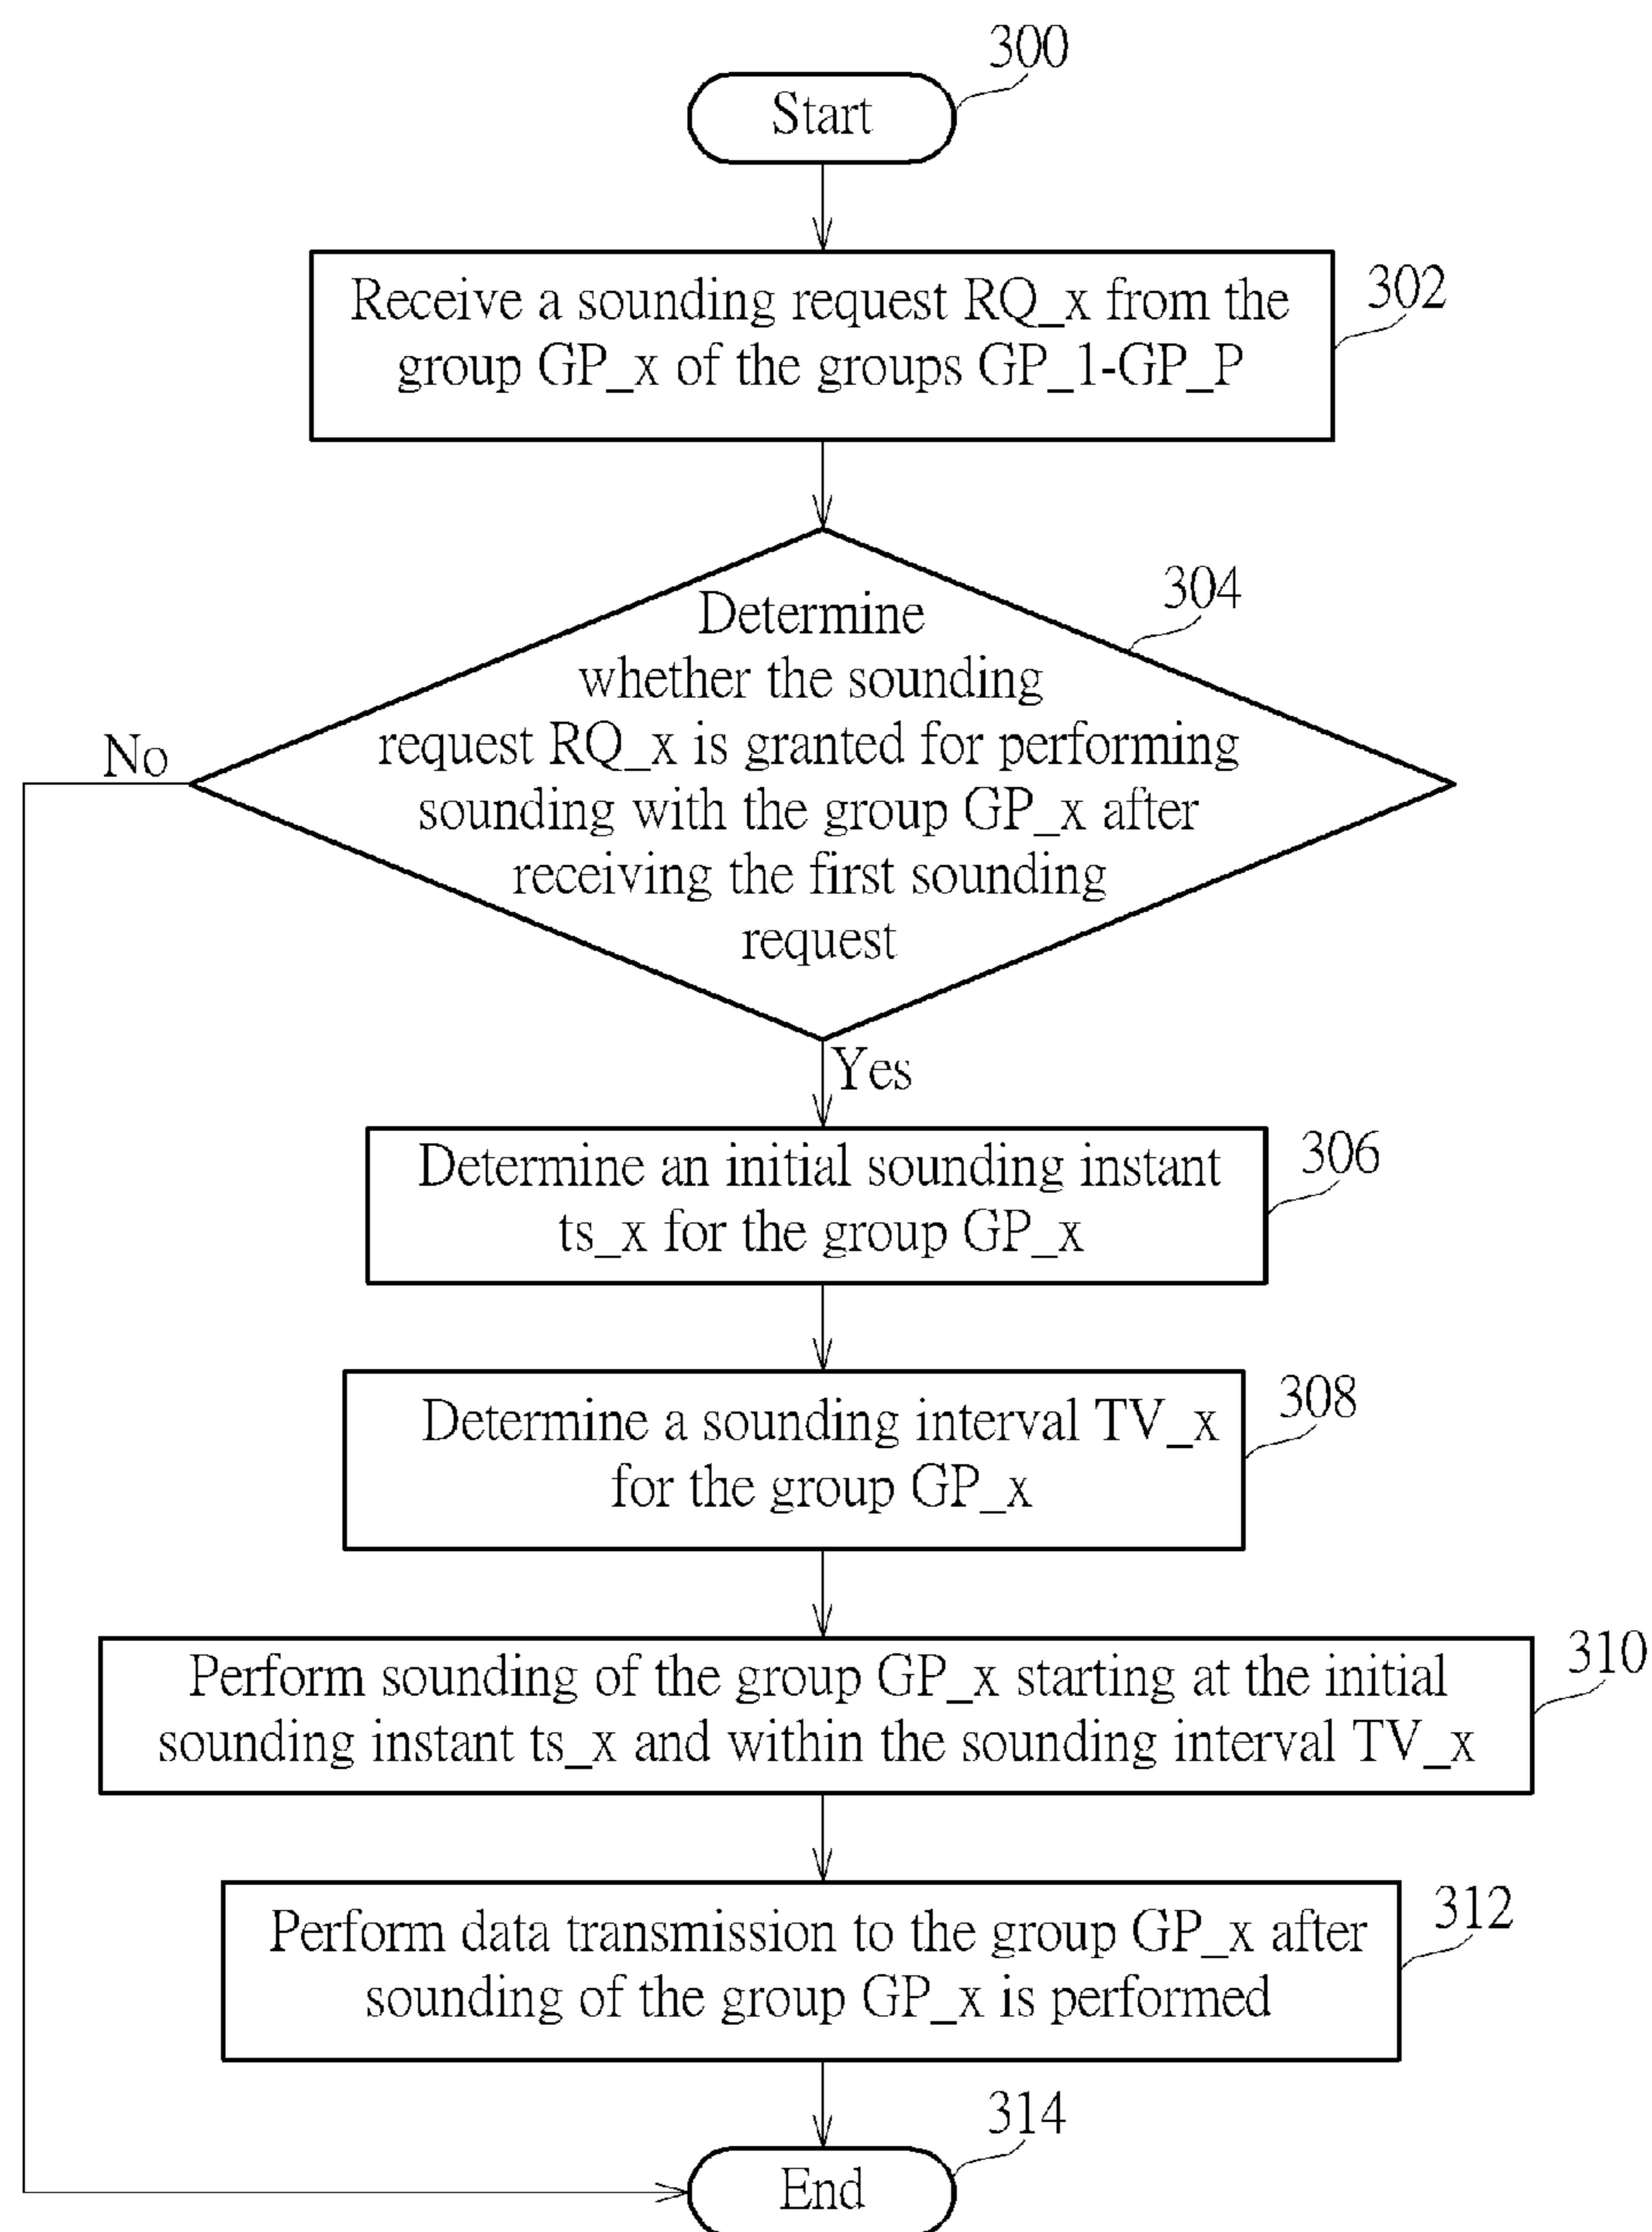 300
Start
302
Receive a sounding request RQ_x from the
group GP_x of the groups GP_1-GP_P
304
Determine
whether the sounding
request RQ_x is granted for performing
sounding with the group GP_x after
receiving the first sounding
request
No
Yes
306
Determine an initial sounding instant
ts_x for the group GP_x
308
Determine a sounding interval TV_x
for the group GP_x
310
Perform sounding of the group GP_x starting at the initial
sounding instant ts_x and within the sounding interval TV_x
312
Perform data transmission to the group GP_x after
sounding of the group GP_x is performed
314
End